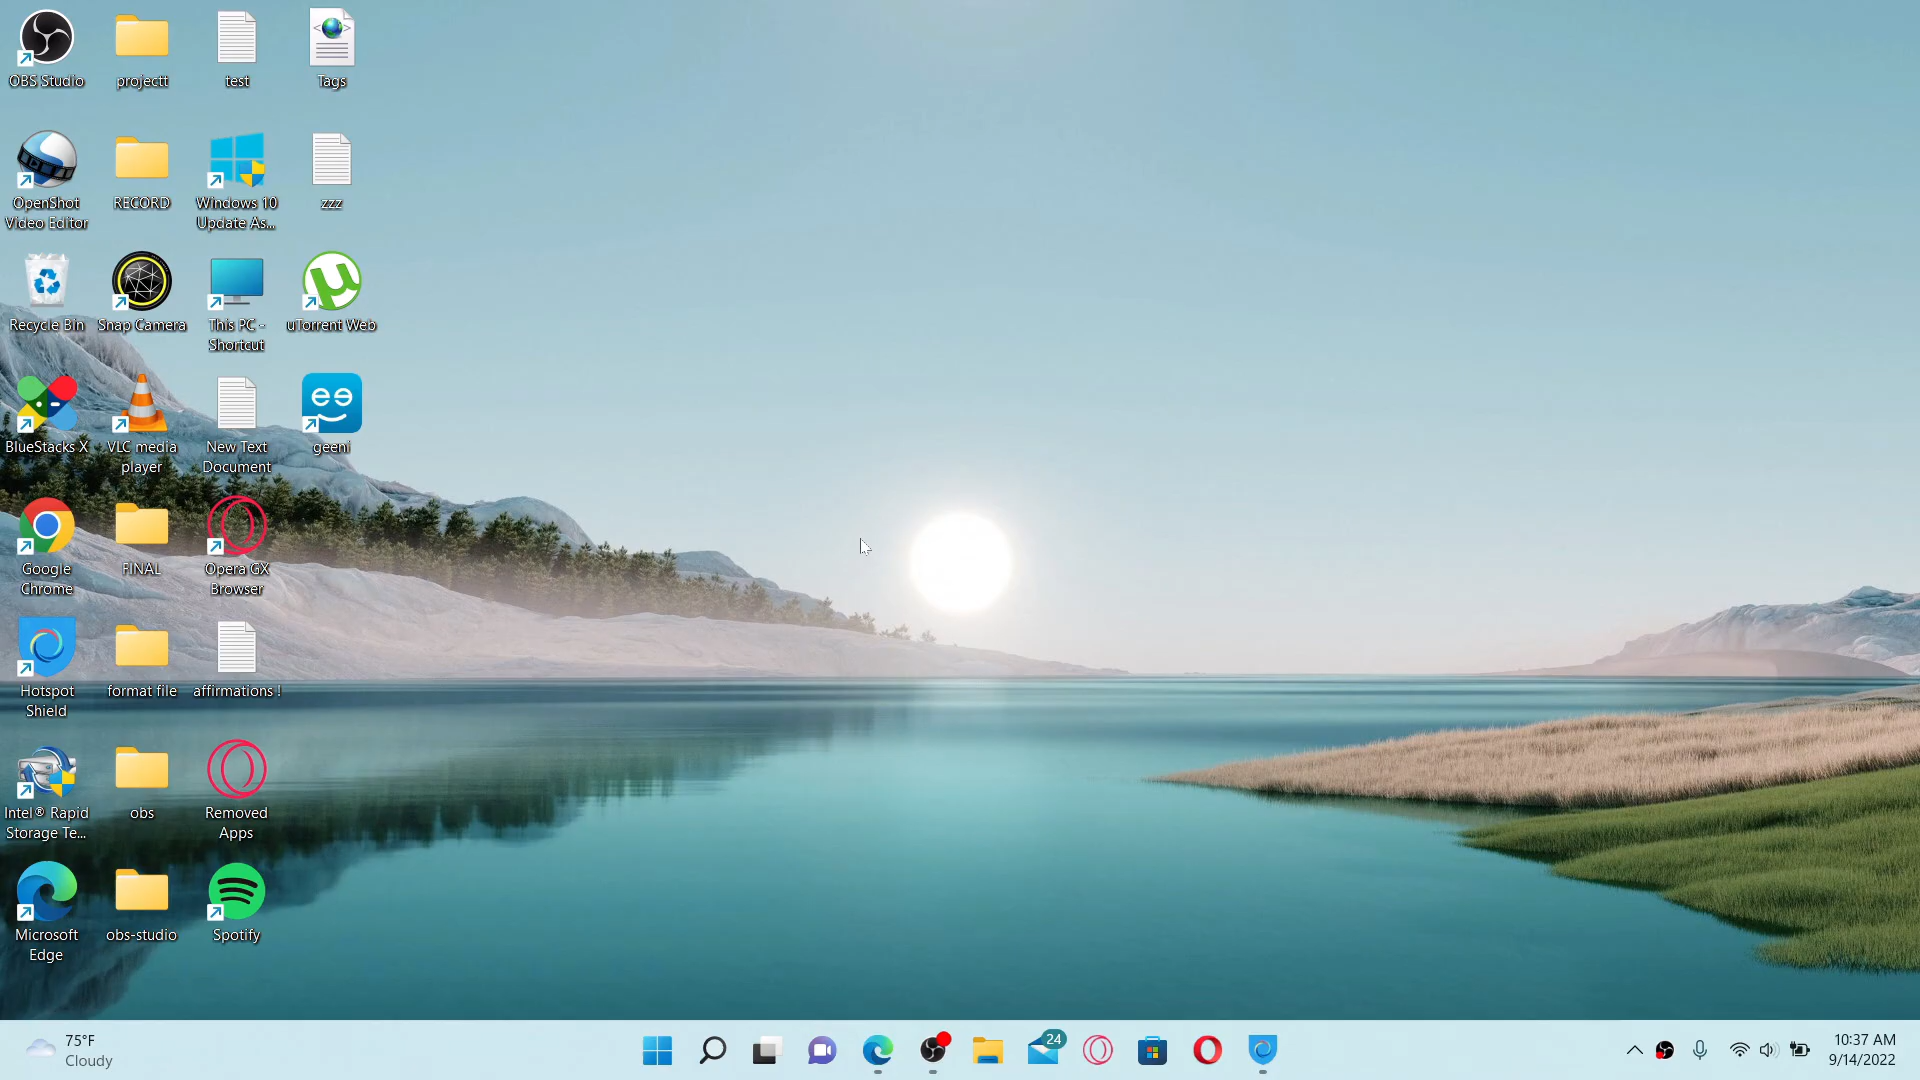 OBS Studio
projectt
test
Tags
OpenShot
Video Editor
RECORD
Windows 10
Update As...
zzz
Recycle Bin
Snap Camera
This PC -
Shortcut
uTorrent Web
BlueStacks X
VLC media
player
New Text
Document
geeni
Google
Chrome
FINAL
Opera GX
Browser
Hotspot
Shield
format file
affirmations !
Intel® Rapid
Storage Te...
obs
Removed
Apps
Microsoft
Edge
obs-studio
Spotify
75°F
Cloudy
24
10:37 AM
9/14/2022